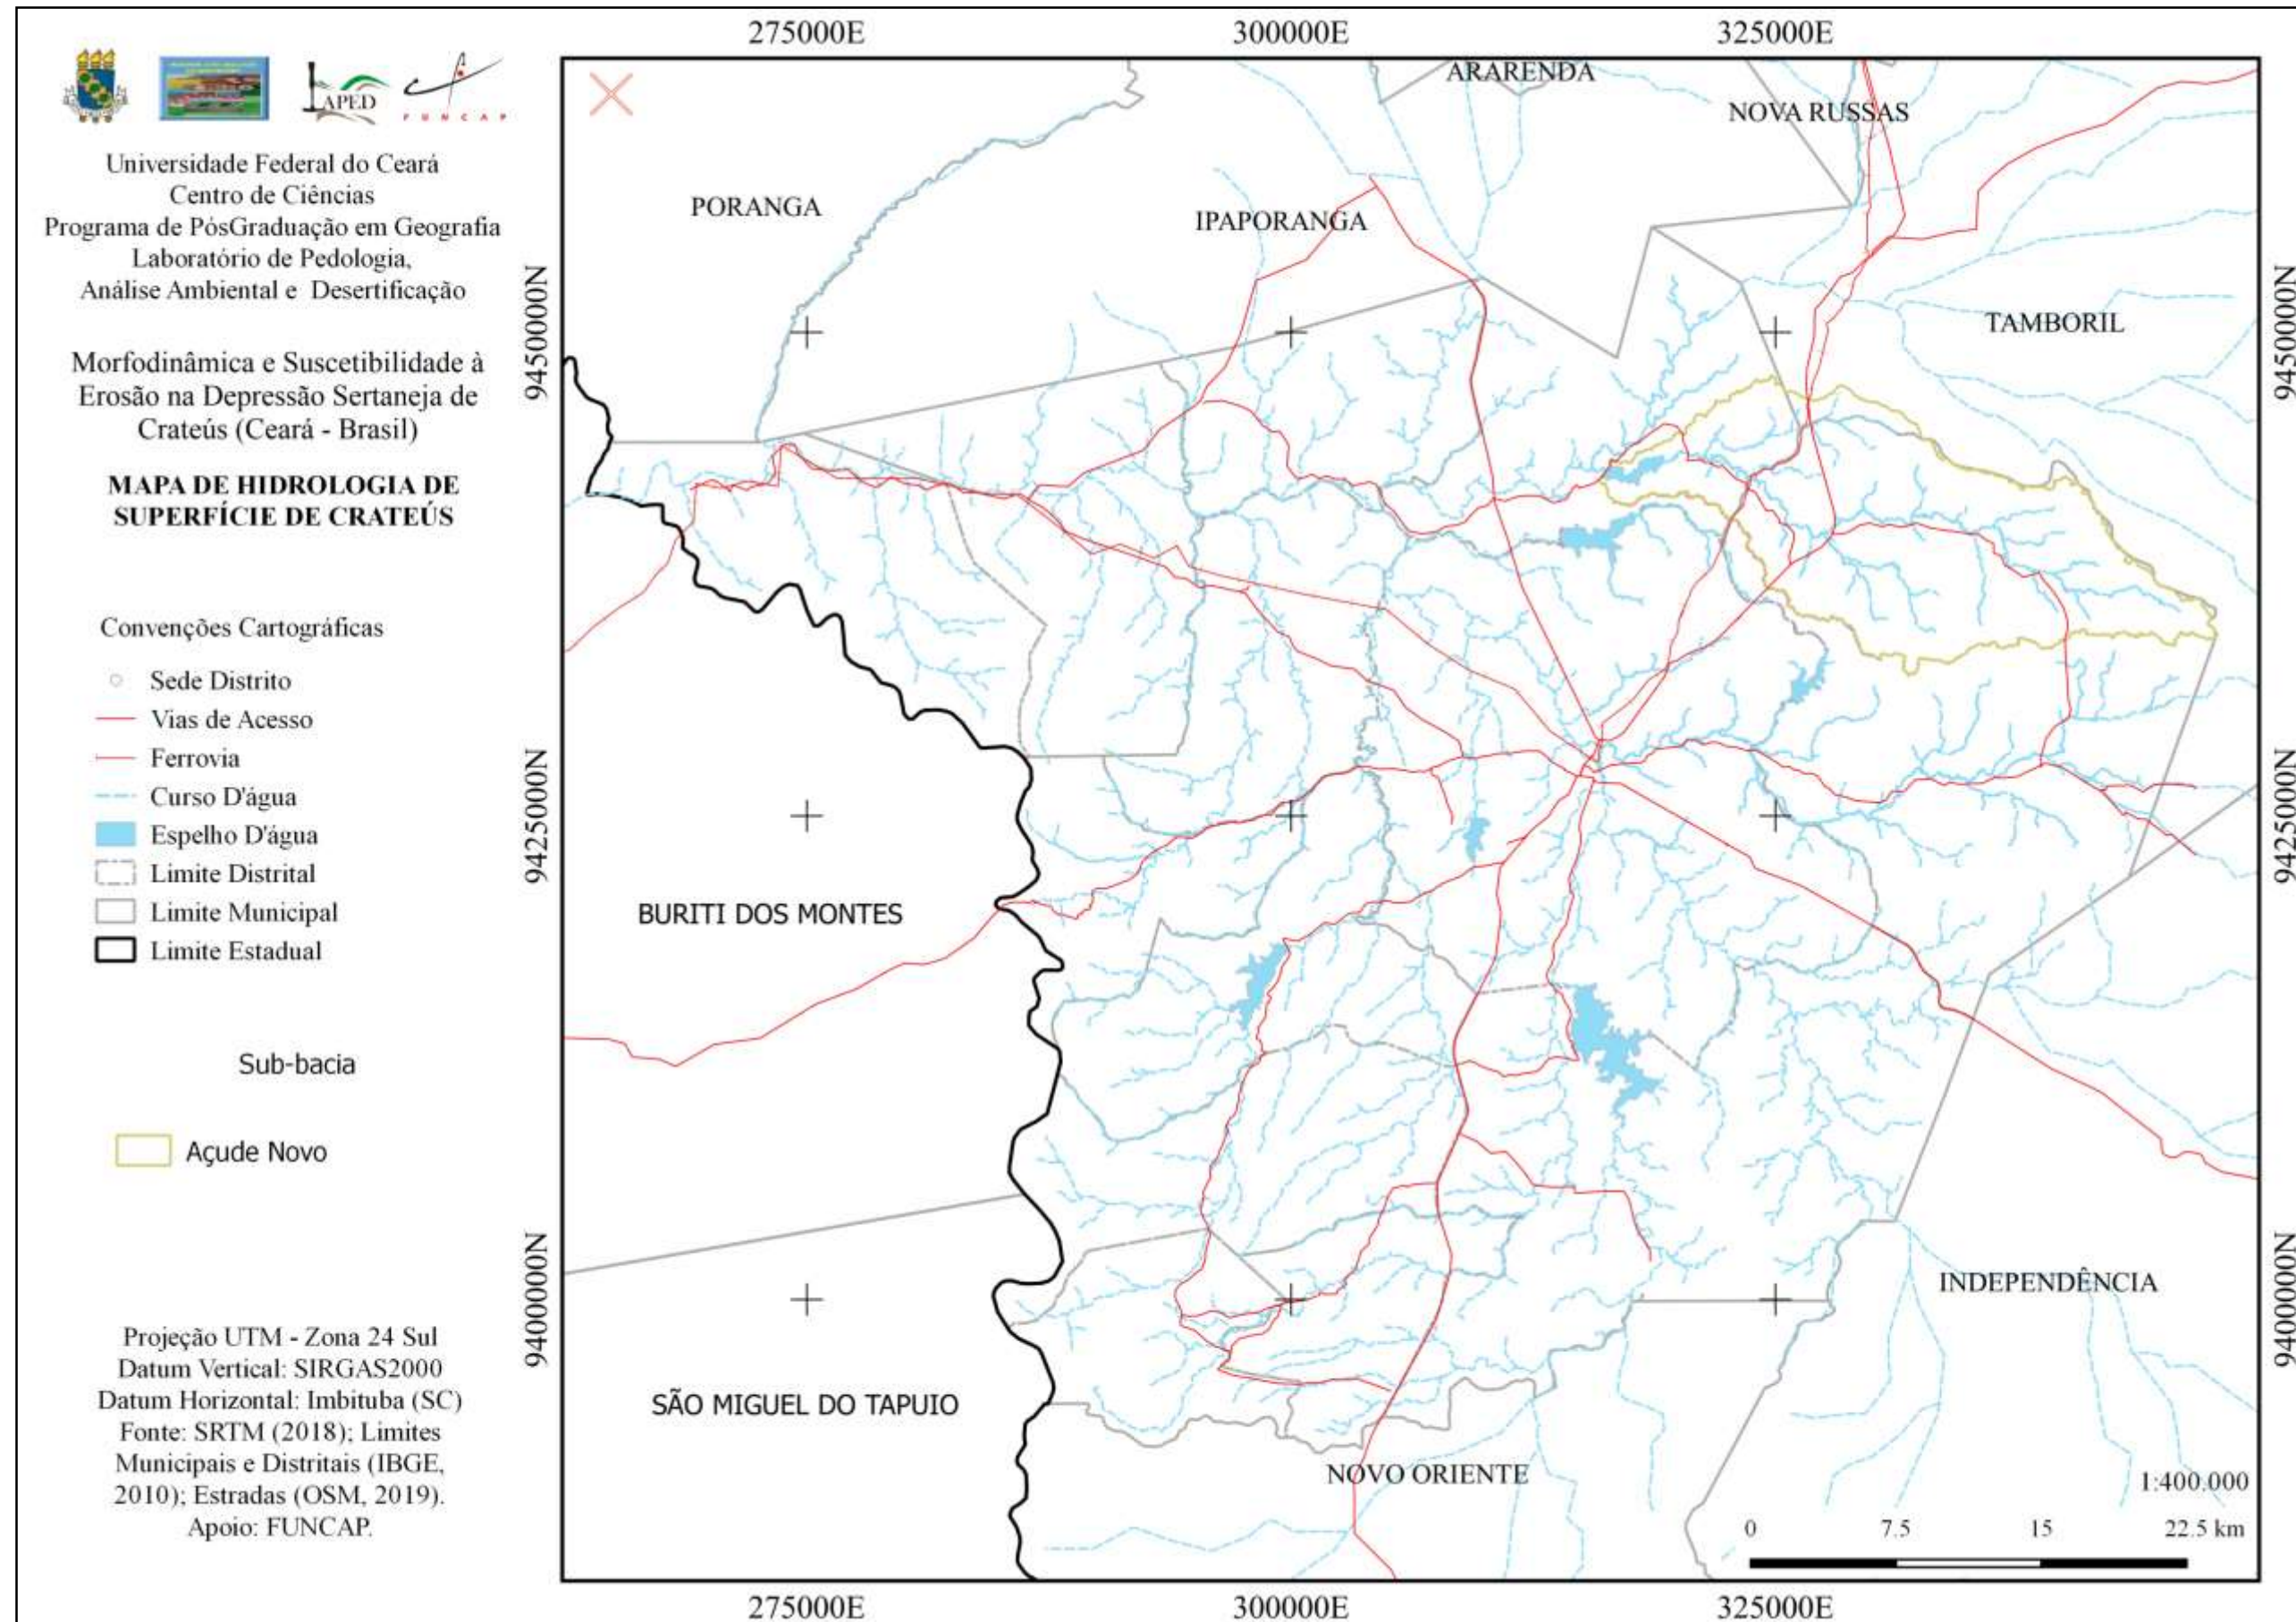 APED
FUNCAP
Universidade Federal do Ceará
Centro de Ciências
Programa de PósGraduação em Geografia
Laboratório de Pedologia,
Análise Ambiental e Desertificação
Morfodinâmica e Suscetibilidade à
Erosão na Depressão Sertaneja de
Crateús (Ceará - Brasil)
MAPA DE HIDROLOGIA DE
SUPERFÍCIE DE CRATEÚS
Convenções Cartográficas
Sede Distrito
Vias de Acesso
Ferrovia
Curso D'água
Espelho D'água
Limite Distrital
Limite Municipal
Limite Estadual
Sub-bacia
Açude Novo
Projeção UTM - Zona 24 Sul
Datum Vertical: SIRGAS2000
Datum Horizontal: Imbituba (SC)
Fonte: SRTM (2018); Limites
Municipais e Distritais (IBGE,
2010); Estradas (OSM, 2019).
Apoio: FUNCAP.
275000E 300000E 325000E
ARARENDA
NOVA RUSSAS
PORANGA
IPAPORANGA
TAMBORIL
BURITI DOS MONTES
INDEPENDÊNCIA
SÃO MIGUEL DO TAPUIO
NOVO ORIENTE
9450000N
9425000N
9400000N
9450000N
9425000N
9400000N
1:400.000
0 7.5 15 22.5 km
275000E 300000E 325000E